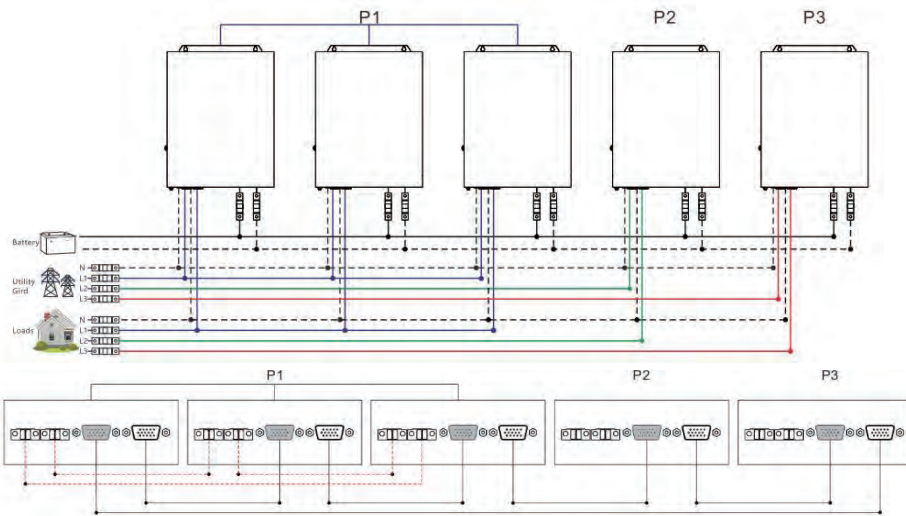 P1 P2 P3
Battery
N
L1
Utility
Gird
L2
L3
N
Loads
L1
L2
L3
P1 P2 P3